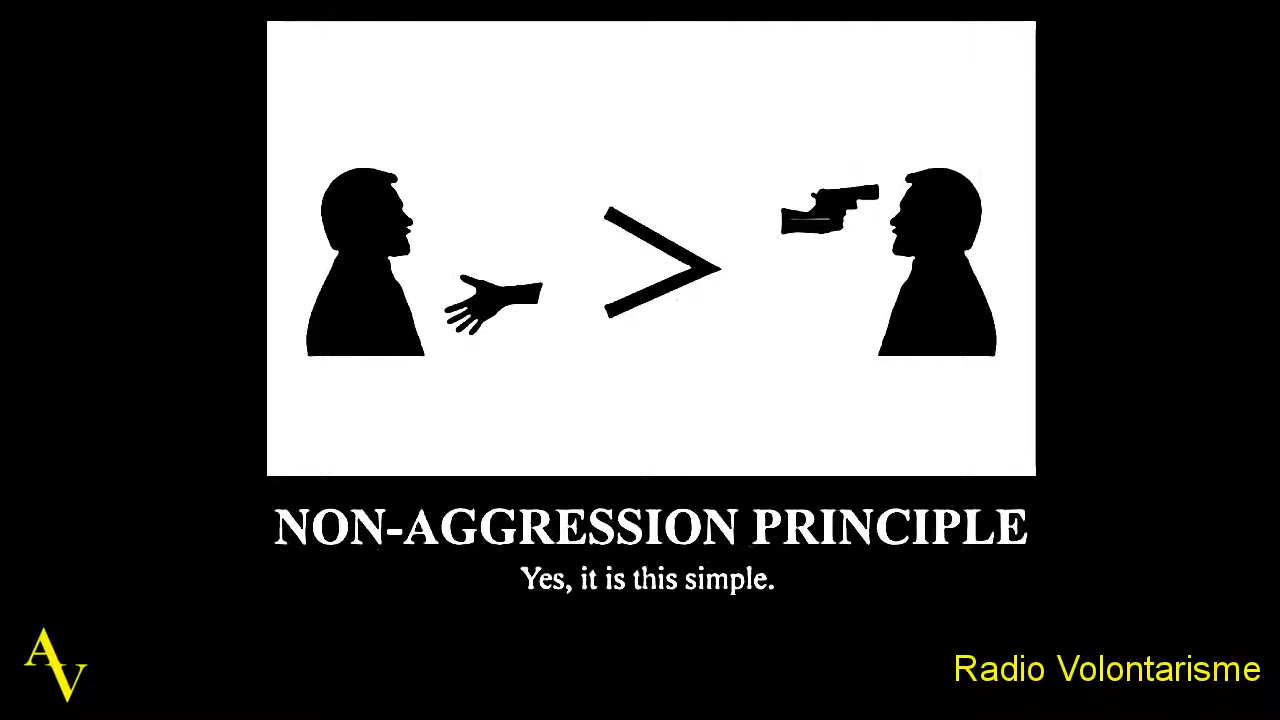 NON-AGGRESSION PRINCIPLE
Yes, it is this simple.
AV
Radio Volontarisme